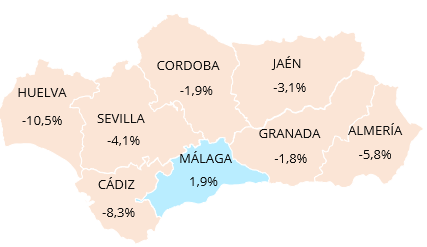 CORDOBA
-1,9%
JAÉN
-3,1%
HUELVA
-10,5%
SEVILLA
-4,1%
GRANADA
-1,8%
ALMERÍA
-5,8%
MÁLAGA
1,9%
CÁDIZ
-8,3%